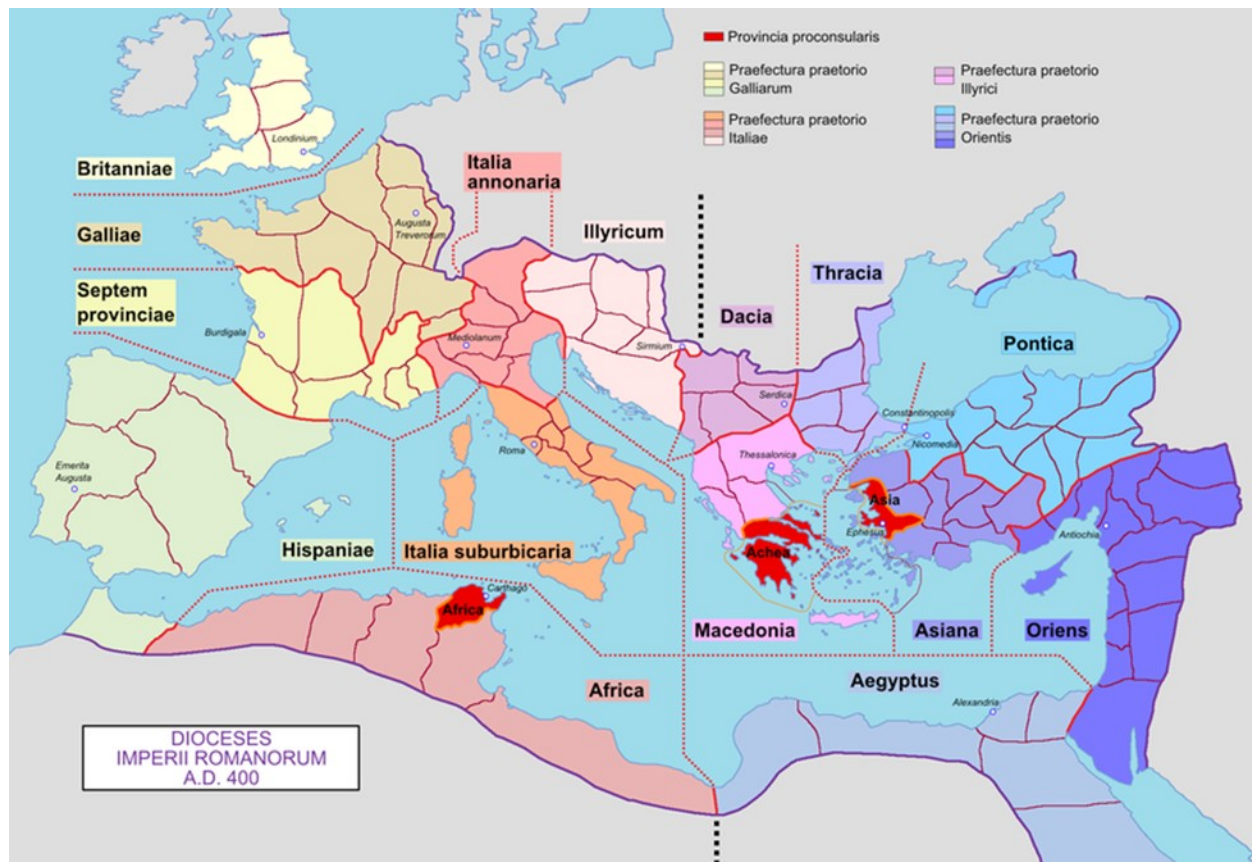 Provincia proconsularis
Praefectura praetorio
Galliarum
Praefectura praetorio
Illyrici
Praefectura praetorio
Italiae
Praefectura praetorio
Orientis
Londinium
Britanniae
Italia
annonaria
Galliae
Augusta
Treverorum
Illyricum
Thracia
Septem
provinciae
Dacia
Burdigala
Mediolanum
Sirmium
Pontica
Serdica
Constantinopolis
Nicomedia
Roma
Thessalonica
Emerita
Augusta
Asia
Ephesus
Antiochia
Hispaniae
Italia suburbicaria
Achea
Carthago
Africa
Macedonia
Asiana
Oriens
Africa
Aegyptus
Alexandria
DIOCESES
IMPERII ROMANORUM
A.D. 400